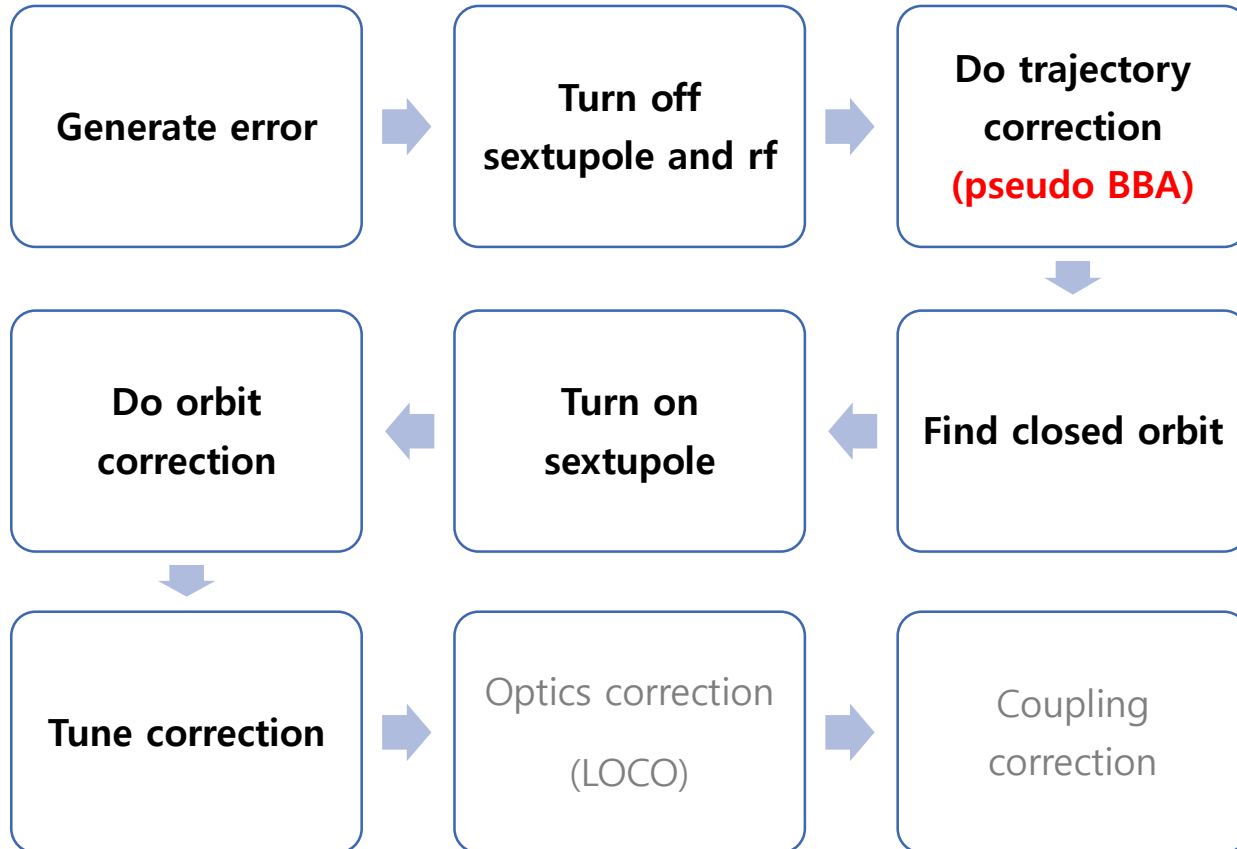 Generate error
Turn off
sextupole and rf
Do trajectory
correction
(pseudo BBA)
Find closed orbit
Turn on
sextupole
Do orbit
correction
Tune correction
Optics correction
(LOCO)
Coupling
correction